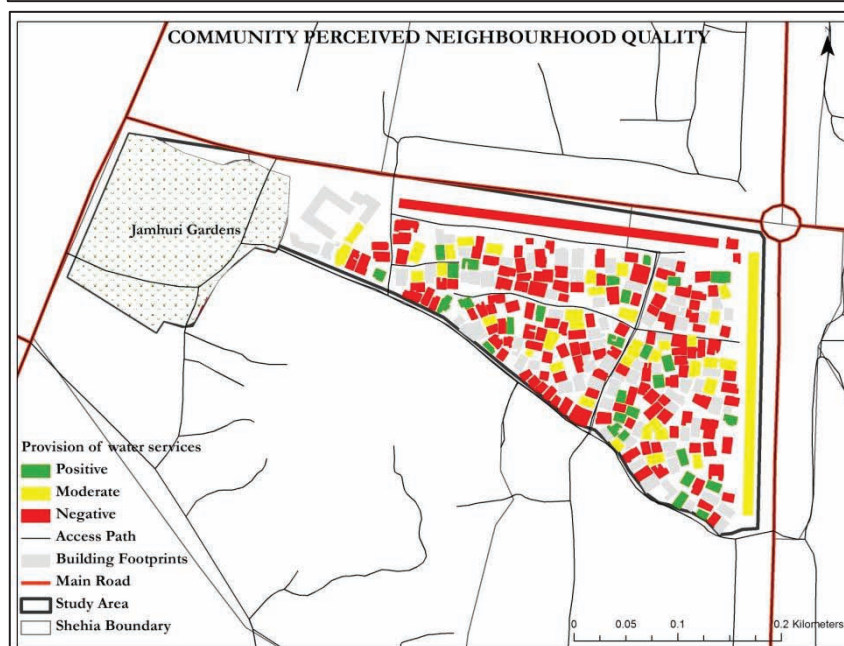 COMMUNITY PERCEIVED NEIGHBOURHOOD QUALITY
N
Jamhuri Gardens
Provision of water services
Positive
Moderate
Negative
Access Path
Building Footprints
Main Road
Study Area
Shehia Boundary
0 0.05 0.1 0.2 Kilometers